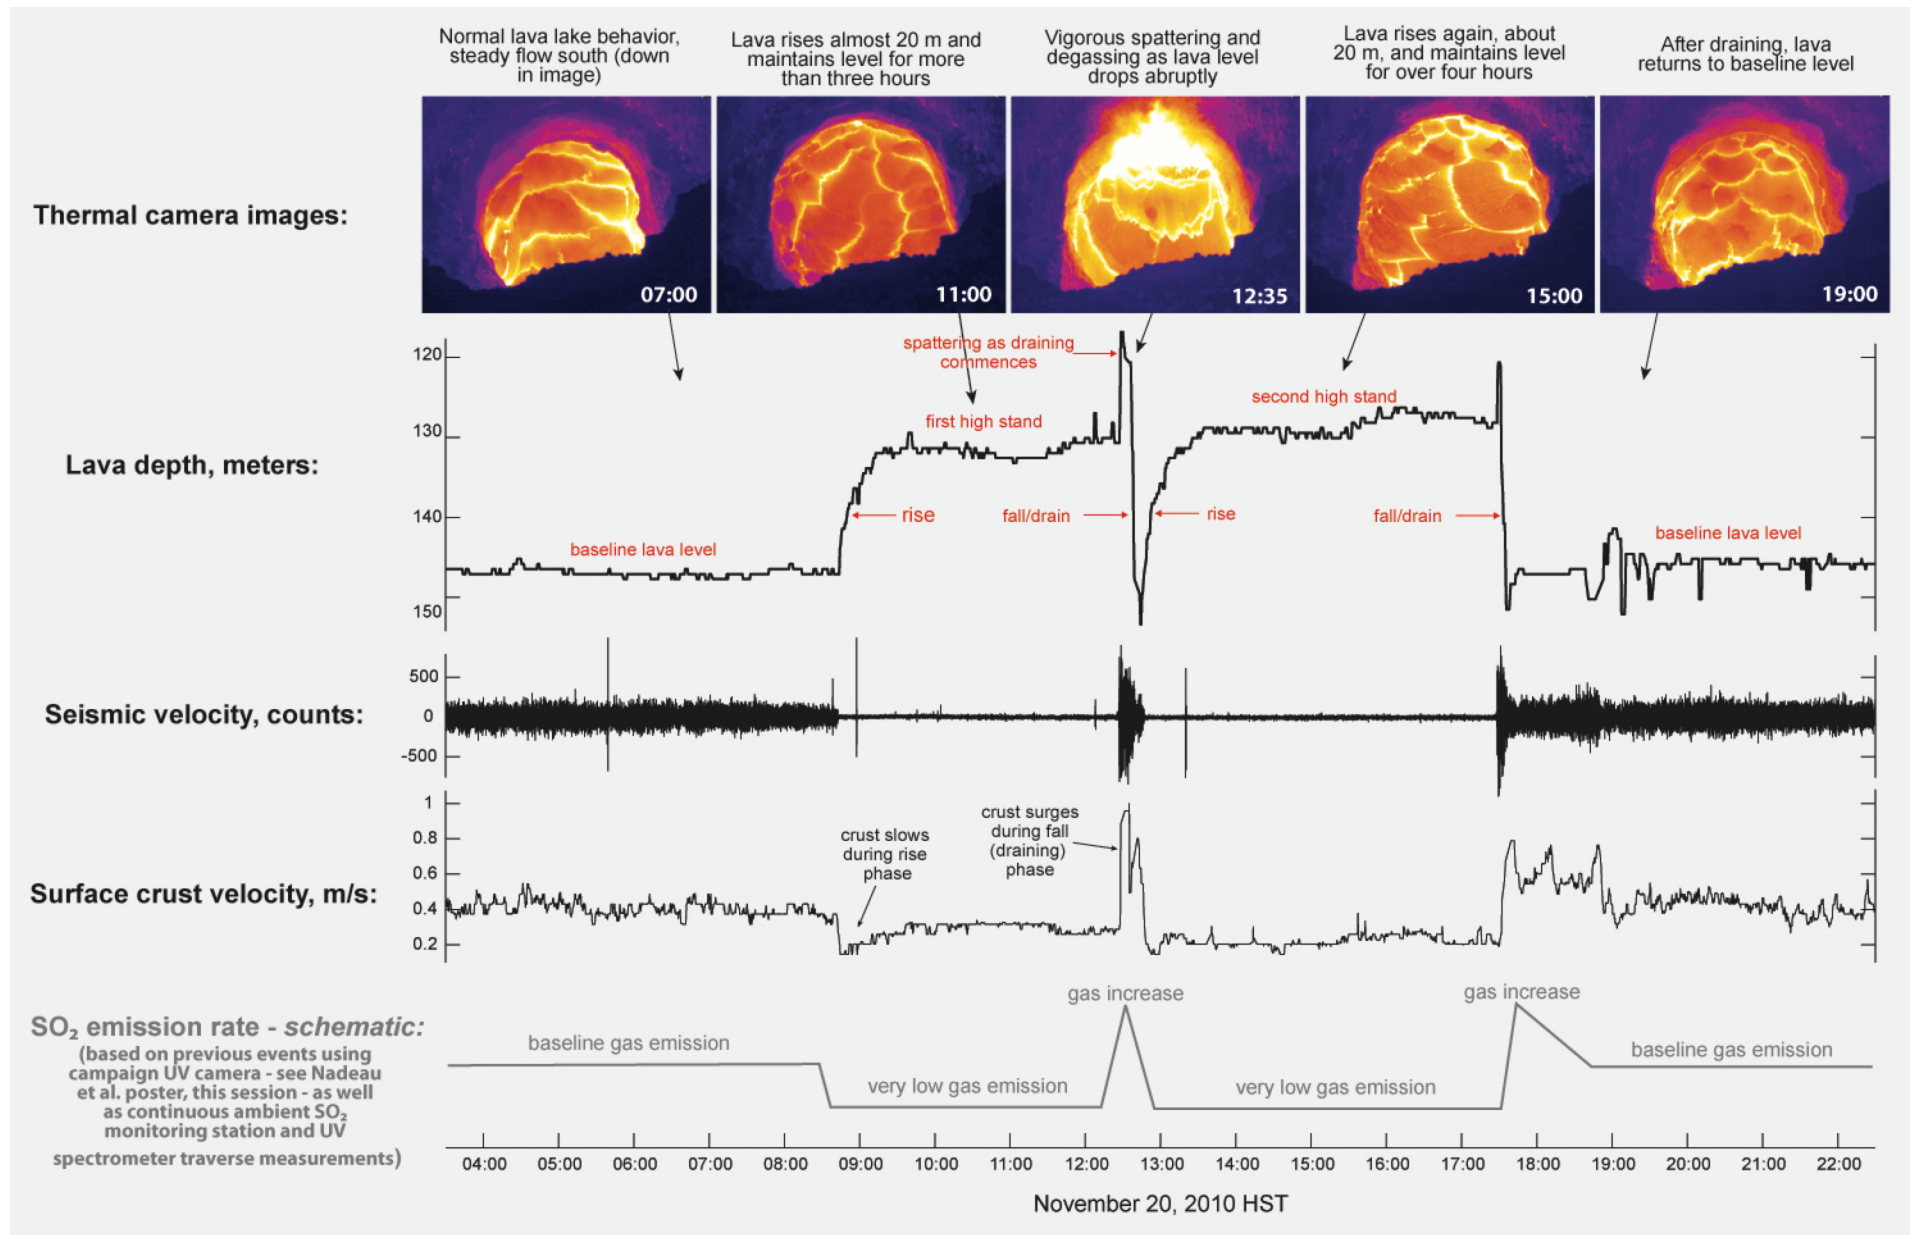 Normal lava lake behavior,
steady flow south (down
in image)
Lava rises almost 20 m and
maintains level for more
than three hours
Vigorous spattering and
degassing as lava level
drops abruptly
Lava rises again, about
20 m, and maintains level
for over four hours
After draining, lava
returns to baseline level
Thermal camera images:
07:00
11:00
12:35
15:00
19:00
Lava depth, meters:
120
130
140
150
baseline lava level
rise
first high stand
spattering as draining
commences
fall/drain
rise
second high stand
fall/drain
baseline lava level
Seismic velocity, counts:
500
0
-500
Surface crust velocity, m/s:
1
0.8
0.6
0.4
0.2
crust slows
during rise
phase
crust surges
during fall
(draining)
phase
SO₂ emission rate - schematic:
(based on previous events using
campaign UV camera - see Nadeau
et al. poster, this session - as well
as continuous ambient SO₂
monitoring station and UV
spectrometer traverse measurements)
baseline gas emission
very low gas emission
gas increase
very low gas emission
gas increase
baseline gas emission
04:00 05:00 06:00 07:00 08:00 09:00 10:00 11:00 12:00 13:00 14:00 15:00 16:00 17:00 18:00 19:00 20:00 21:00 22:00
November 20, 2010 HST